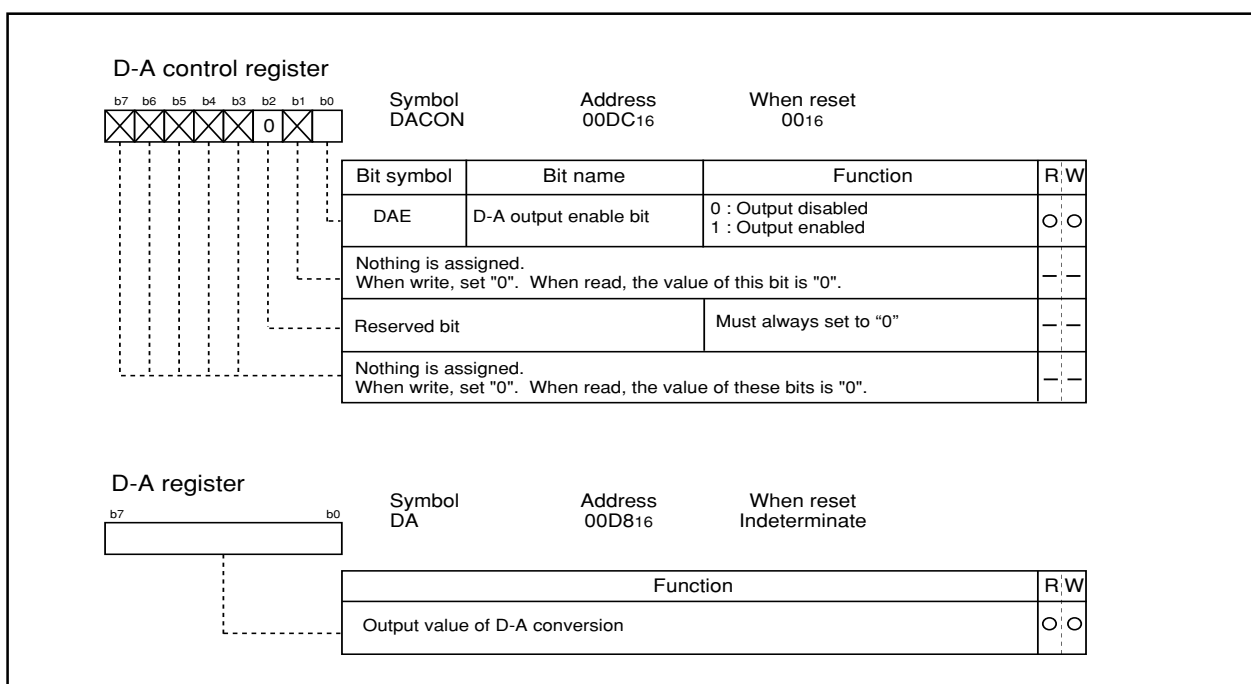 D-A control register
b7 b6 b5 b4 b3 b2 b1 b0
0
Symbol Address When reset
DACON 00DC16 0016
Bit symbol Bit name Function R W
DAE D-A output enable bit 0 : Output disabled
1 : Output enabled
Nothing is assigned.
When write, set "0". When read, the value of this bit is "0".
Reserved bit Must always set to “0”
Nothing is assigned.
When write, set "0". When read, the value of these bits is "0".
D-A register
b7 b0
Symbol Address When reset
DA 00D816 Indeterminate
Function R W
Output value of D-A conversion